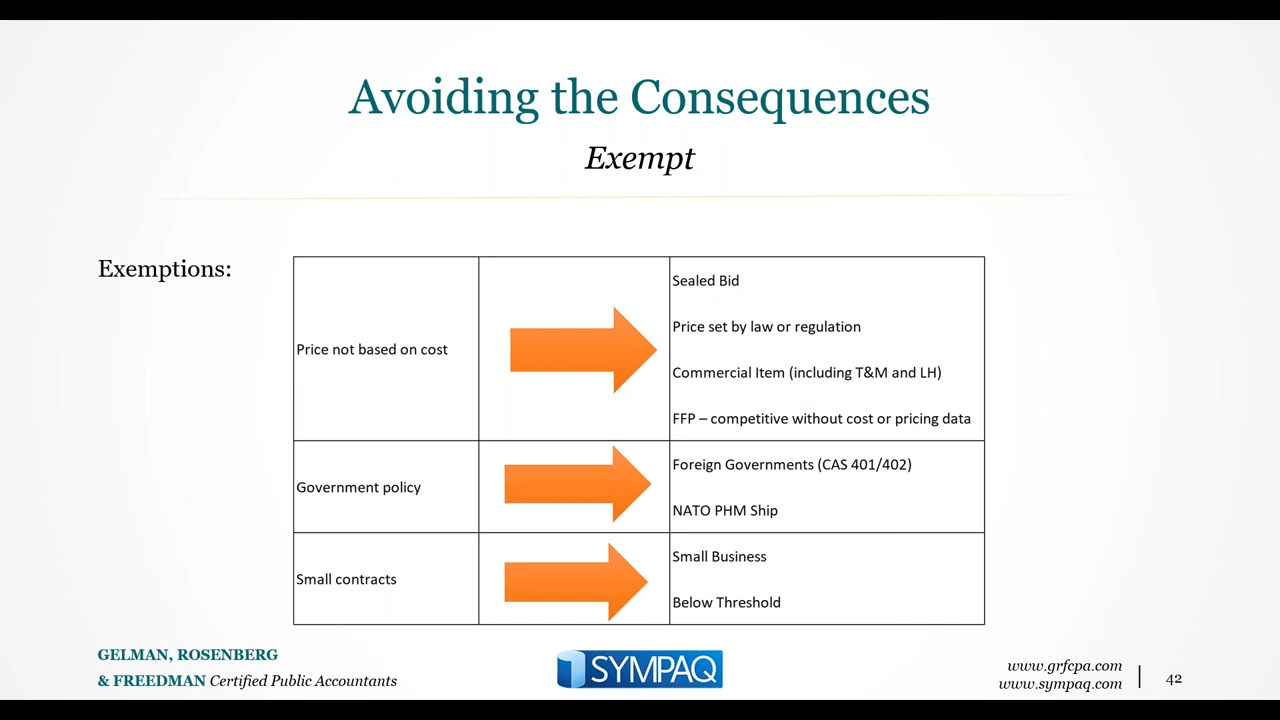 Avoiding the Consequences
Exempt
Exemptions:
Price not based on cost
Sealed Bid
Price set by law or regulation
Commercial Item (including T&M and LH)
FFP – competitive without cost or pricing data
Government policy
Foreign Governments (CAS 401/402)
NATO PHM Ship
Small contracts
Small Business
Below Threshold
GELMAN, ROSENBERG
& FREEDMAN Certified Public Accountants
SYMPAQ
www.grfcpa.com
www.sympaq.com
42